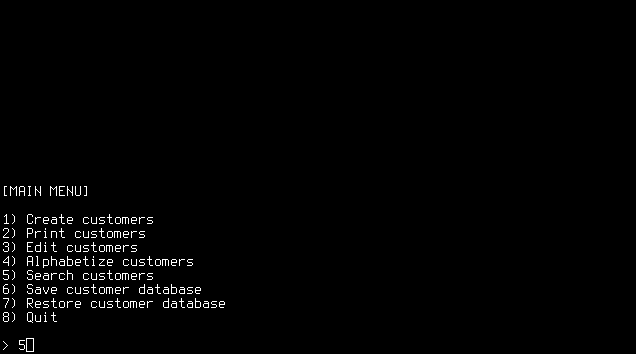 [MAIN MENU]
1) Create customers
2) Print customers
3) Edit customers
4) Alphabetize customers
5) Search customers
6) Save customer database
7) Restore customer database
8) Quit
> 5